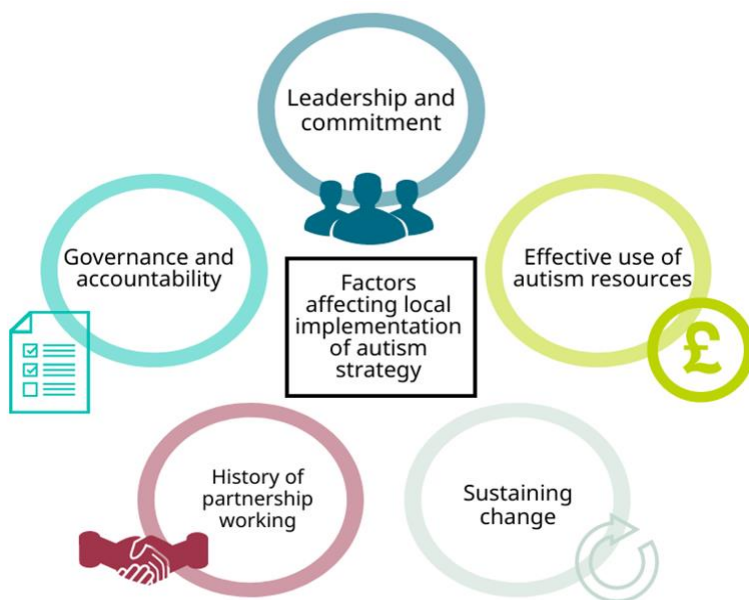 Leadership and
commitment
Governance and
accountability
Effective use of
autism resources
Factors
affecting local
implementation
of autism
strategy
£
History of
partnership
working
Sustaining
change